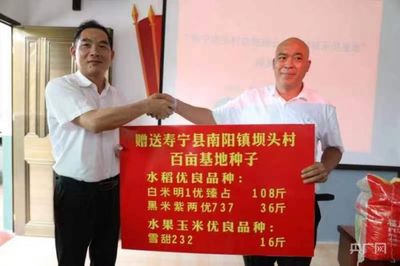 赠送寿宁县南阳镇坝头村
百亩基地种子
水稻优良品种：
白米明1优臻占 108斤
黑米紫两优737 36斤
水果玉米优良品种：
雪甜232 16斤
央广网